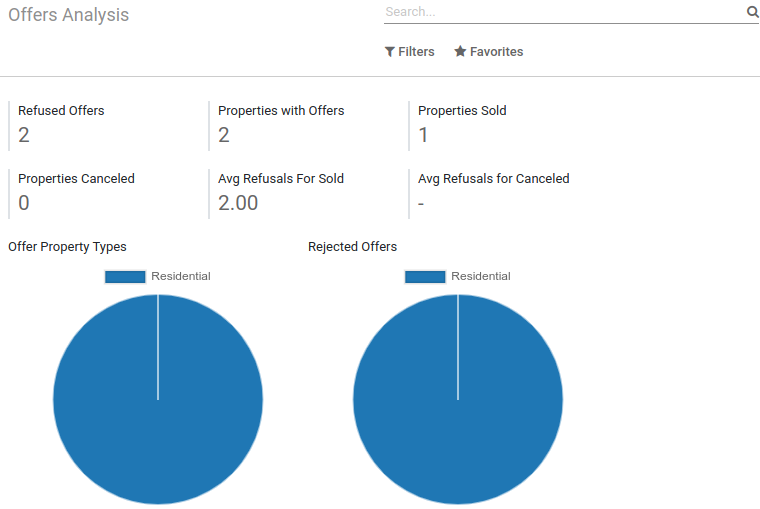 Offers Analysis
Search...
Filters Favorites
Refused Offers
2
Properties with Offers
2
Properties Sold
1
Properties Canceled
0
Avg Refusals For Sold
2.00
Avg Refusals for Canceled
-
Offer Property Types
Residential
Rejected Offers
Residential